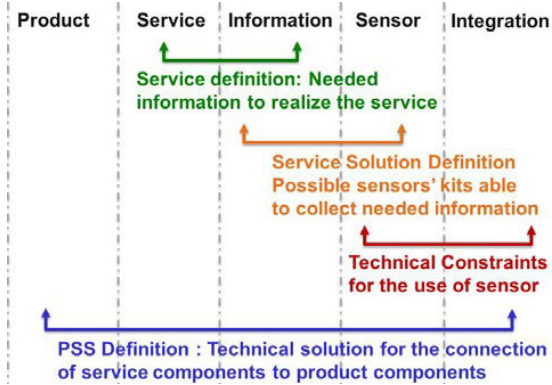 Product Service Information Sensor Integration
Service definition: Needed
information to realize the service
Service Solution Definition
Possible sensors' kits able
to collect needed information
Technical Constraints
for the use of sensor
PSS Definition : Technical solution for the connection
of service components to product components